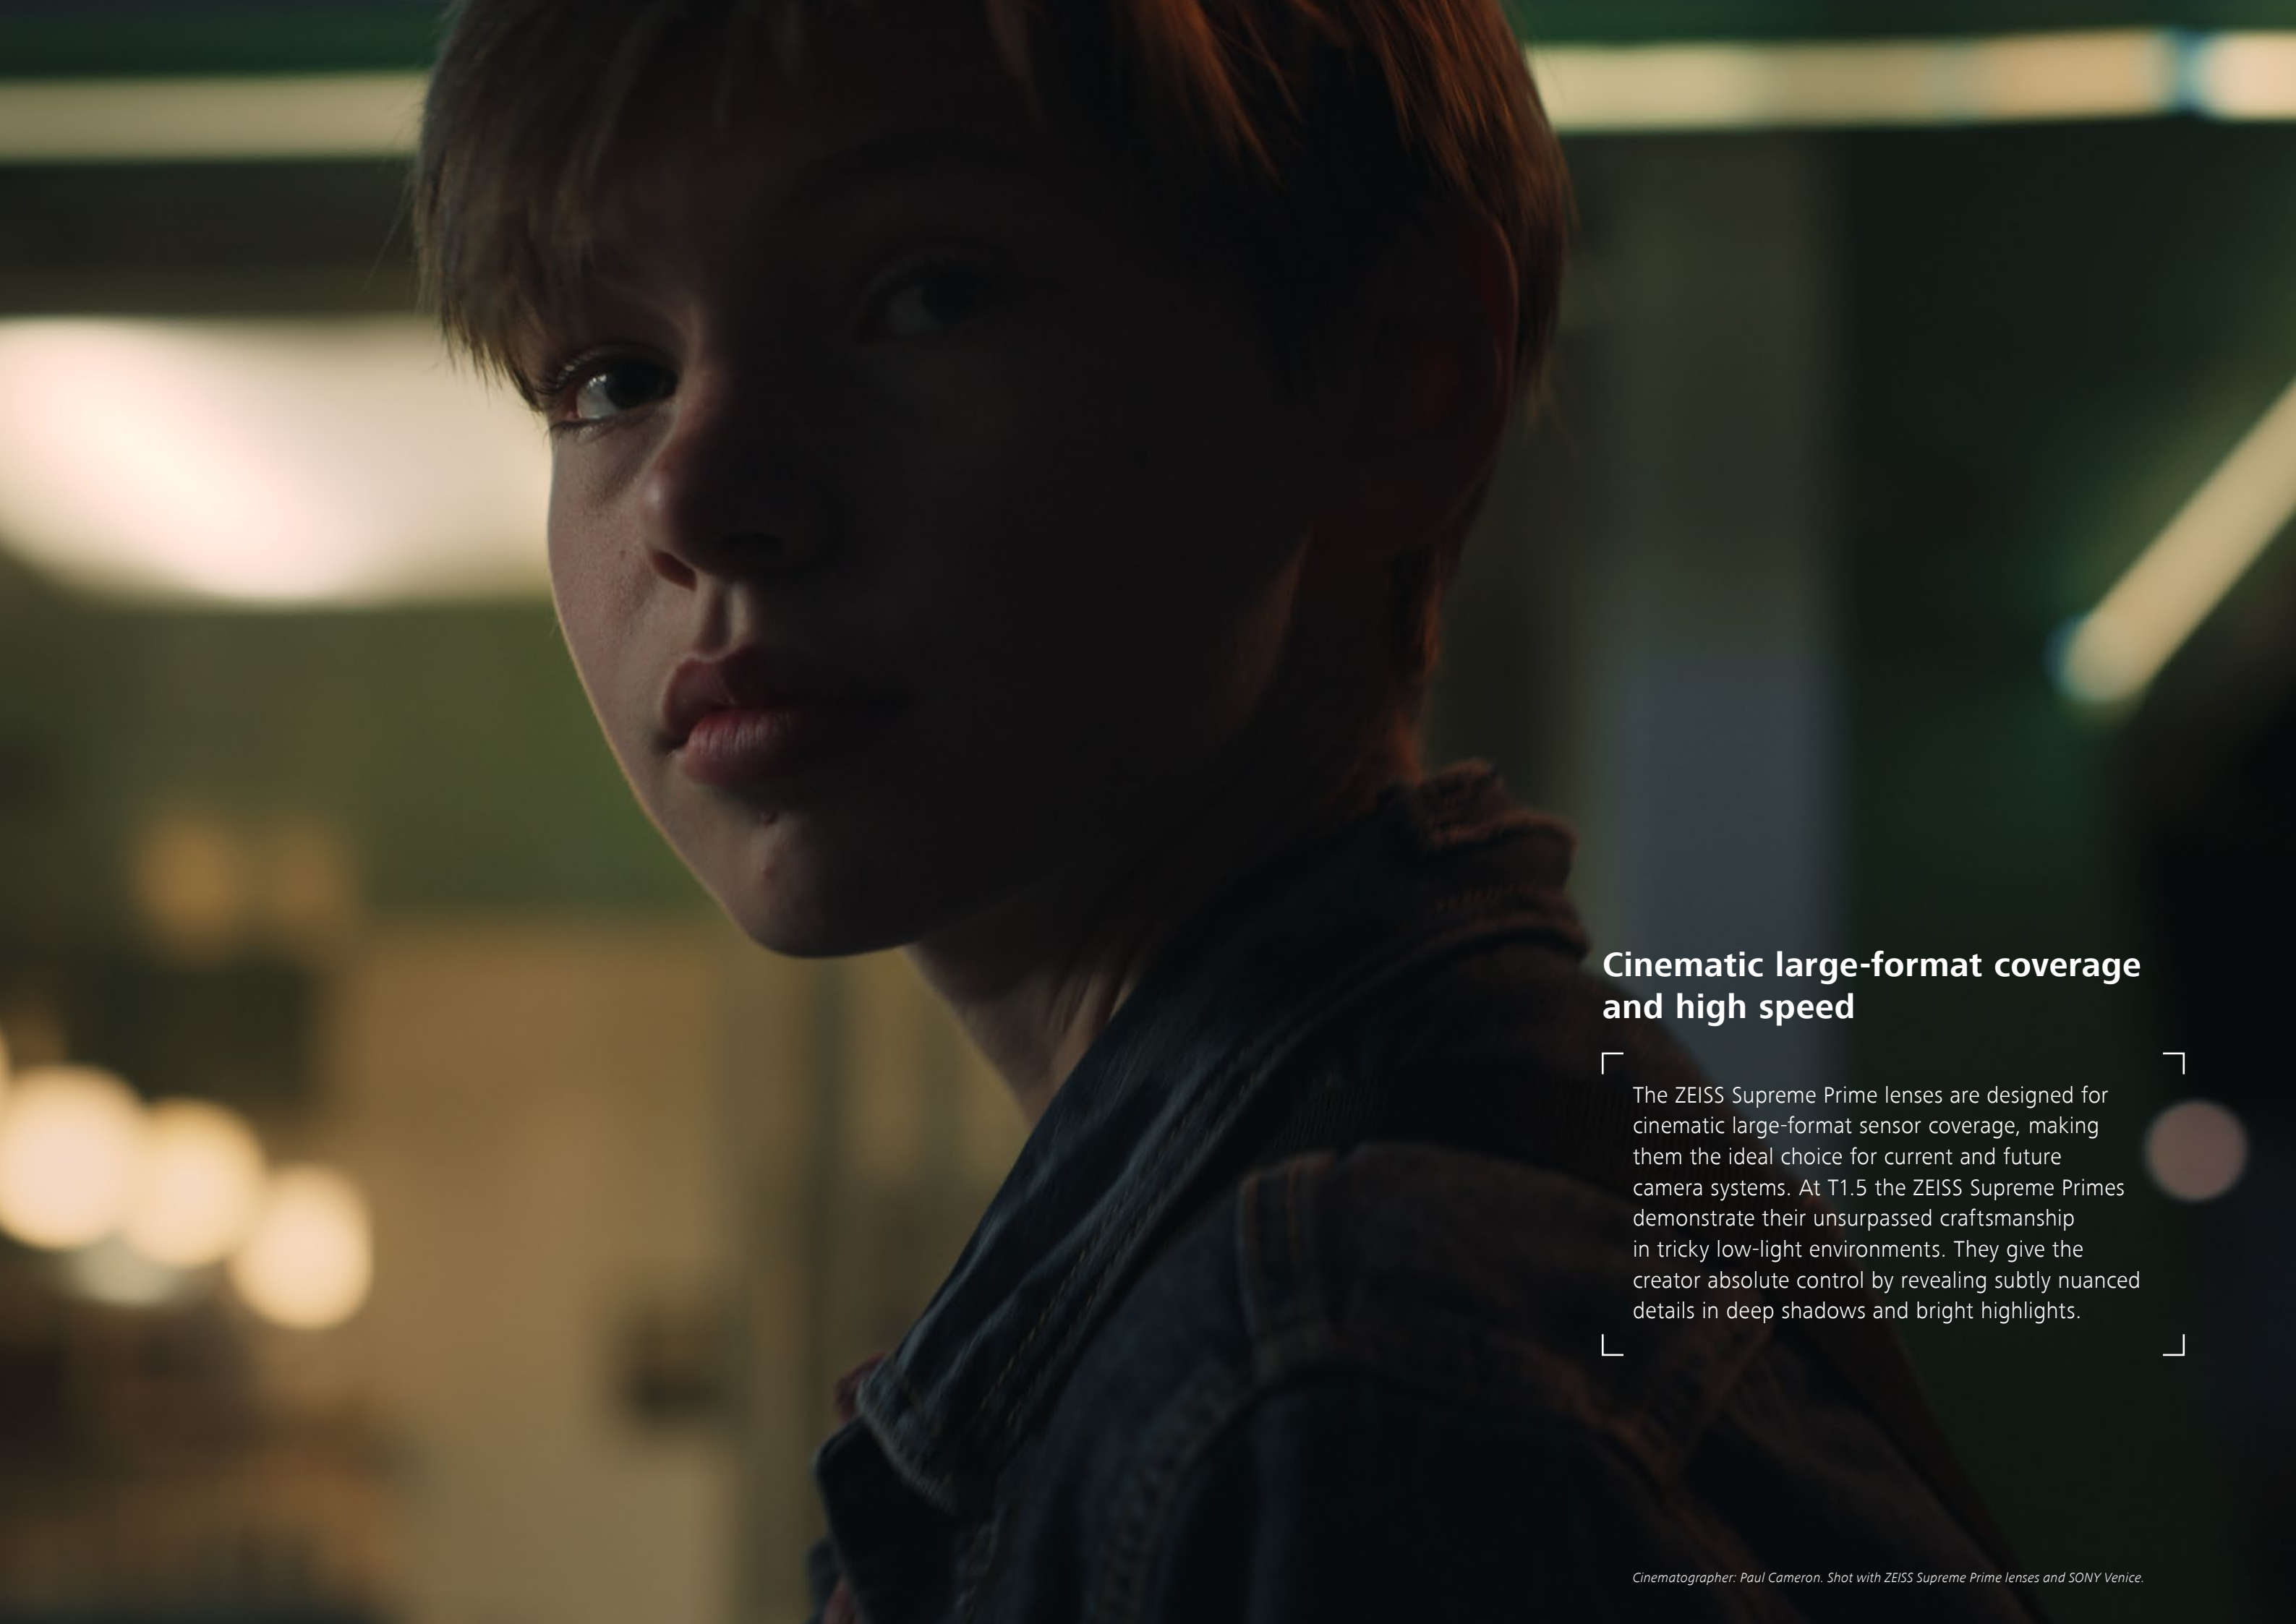 Cinematic large-format coverage
and high speed
The ZEISS Supreme Prime lenses are designed for
cinematic large-format sensor coverage, making
them the ideal choice for current and future
camera systems. At T1.5 the ZEISS Supreme Primes
demonstrate their unsurpassed craftsmanship
in tricky low-light environments. They give the
creator absolute control by revealing subtly nuanced
details in deep shadows and bright highlights.
Cinematographer: Paul Cameron. Shot with ZEISS Supreme Prime lenses and SONY Venice.